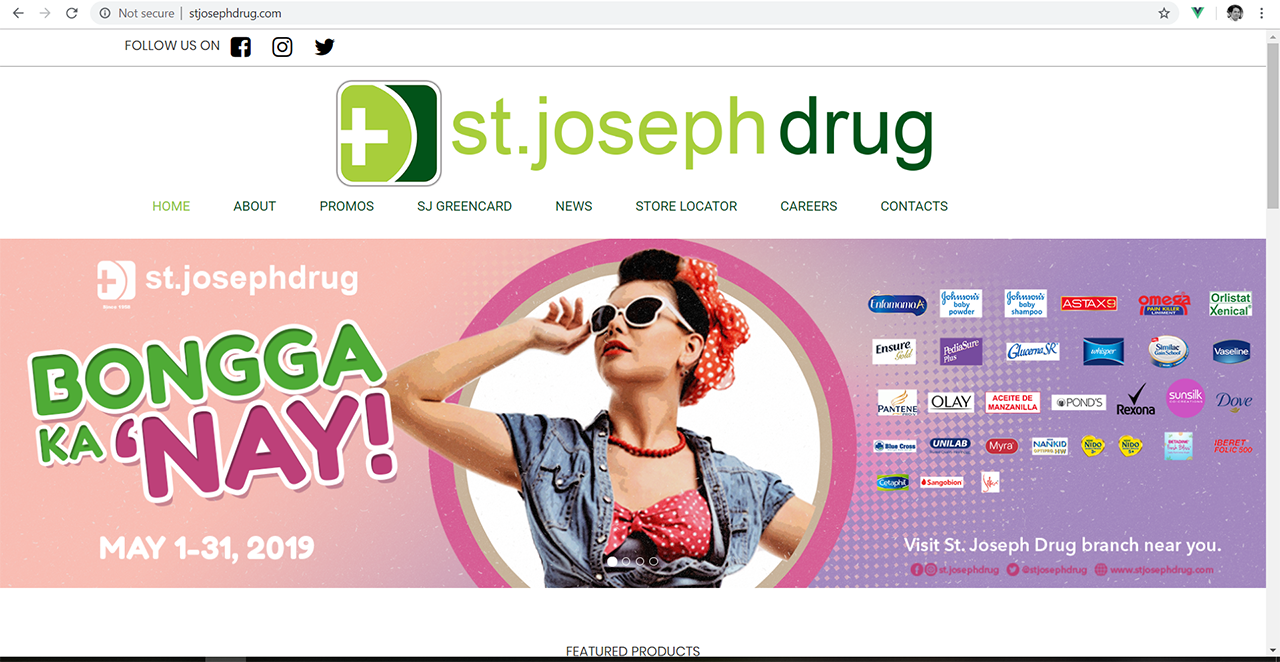 Not secure | stjosephdrug.com
FOLLOW US ON
st.joseph drug
HOME ABOUT PROMOS SJ GREENCARD NEWS STORE LOCATOR CAREERS CONTACTS
st.josephdrug
BONGGA
KA 'NAY!
MAY 1-31, 2019
Enfamama A+ Johnson's baby powder Johnson's baby shampoo ASTAX9 omega PAIN KILLER LINIMENT Orlistat Xenical
Ensure Gold PediaSure Plus Glucerna SR whisper Similac GainSchool Vaseline
PANTENE OLAY ACEITE DE MANZANILLA POND'S Rexona sunsilk Dove
Blue Cross UNILAB Myra NANKID NIDO NIDO BETADINE Fresh Bliss IBERET FOLIC 500
Cetaphil Sangobion
Visit St. Joseph Drug branch near you.
st.josephdrug @stjosephdrug www.stjosephdrug.com
FEATURED PRODUCTS